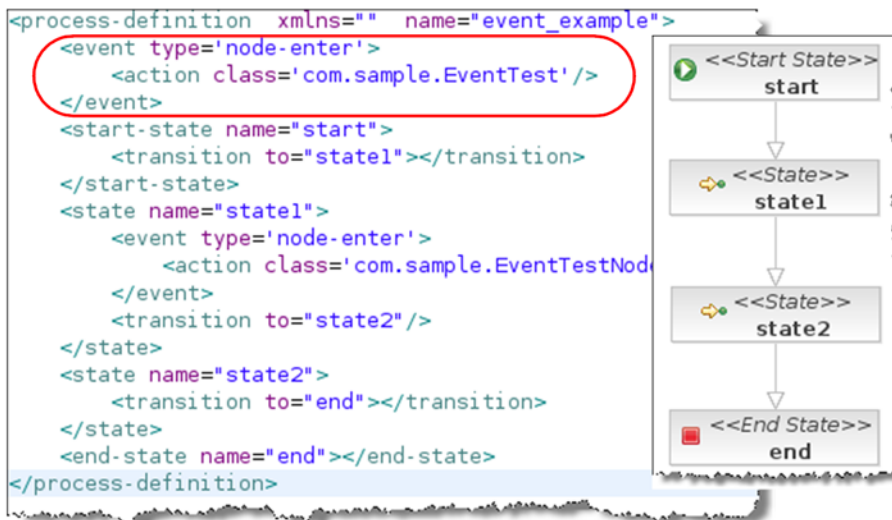 <process-definition  xmlns=""  name="event_example">
<event type='node-enter'>
<action class='com.sample.EventTest'/>
</event>
<start-state name="start">
<transition to="state1"></transition>
</start-state>
<state name="state1">
<event type='node-enter'>
<action class='com.sample.EventTestNod
</event>
<transition to="state2"/>
</state>
<state name="state2">
<transition to="end"></transition>
</state>
<end-state name="end"></end-state>
</process-definition>
<<Start State>>
start
<<State>>
state1
<<State>>
state2
<<End State>>
end